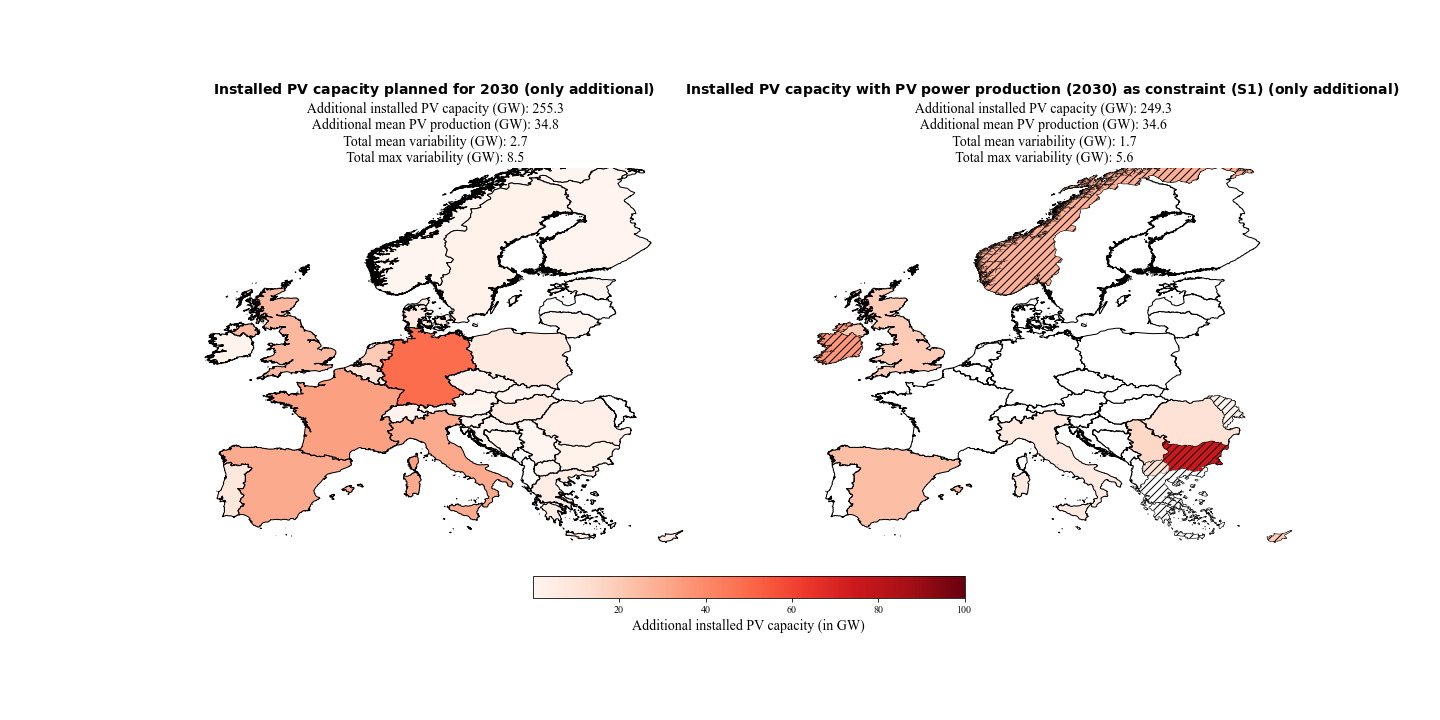 Installed PV capacity planned for 2030 (only additional)
Additional installed PV capacity (GW): 255.3
Additional mean PV production (GW): 34.8
Total mean variability (GW): 2.7
Total max variability (GW): 8.5
Installed PV capacity with PV power production (2030) as constraint (S1) (only additional)
Additional installed PV capacity (GW): 249.3
Additional mean PV production (GW): 34.6
Total mean variability (GW): 1.7
Total max variability (GW): 5.6
20 40 60 80 100
Additional installed PV capacity (in GW)